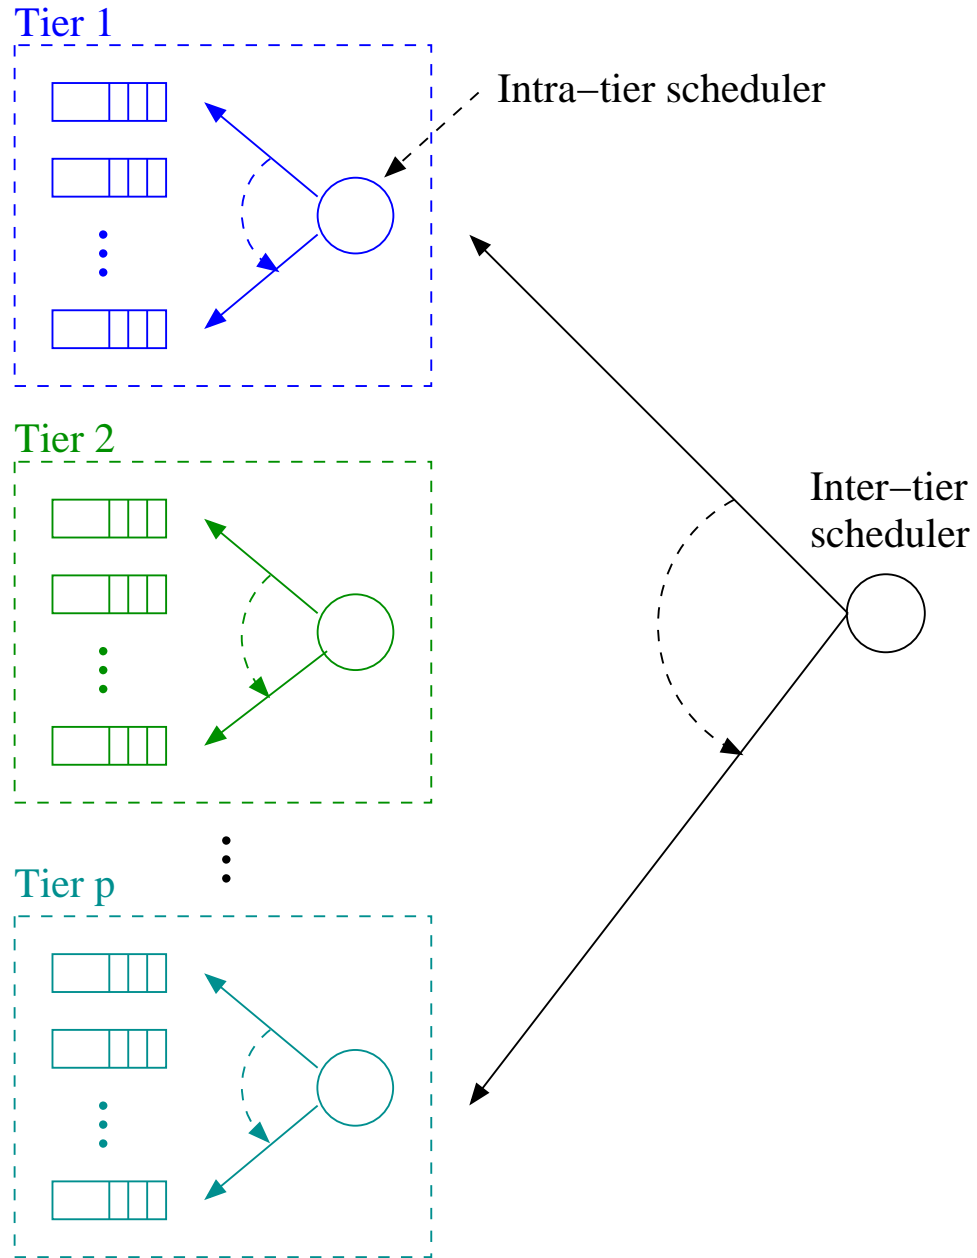 Tier 1
Intra−tier scheduler
Tier 2
Inter−tier
scheduler
Tier p